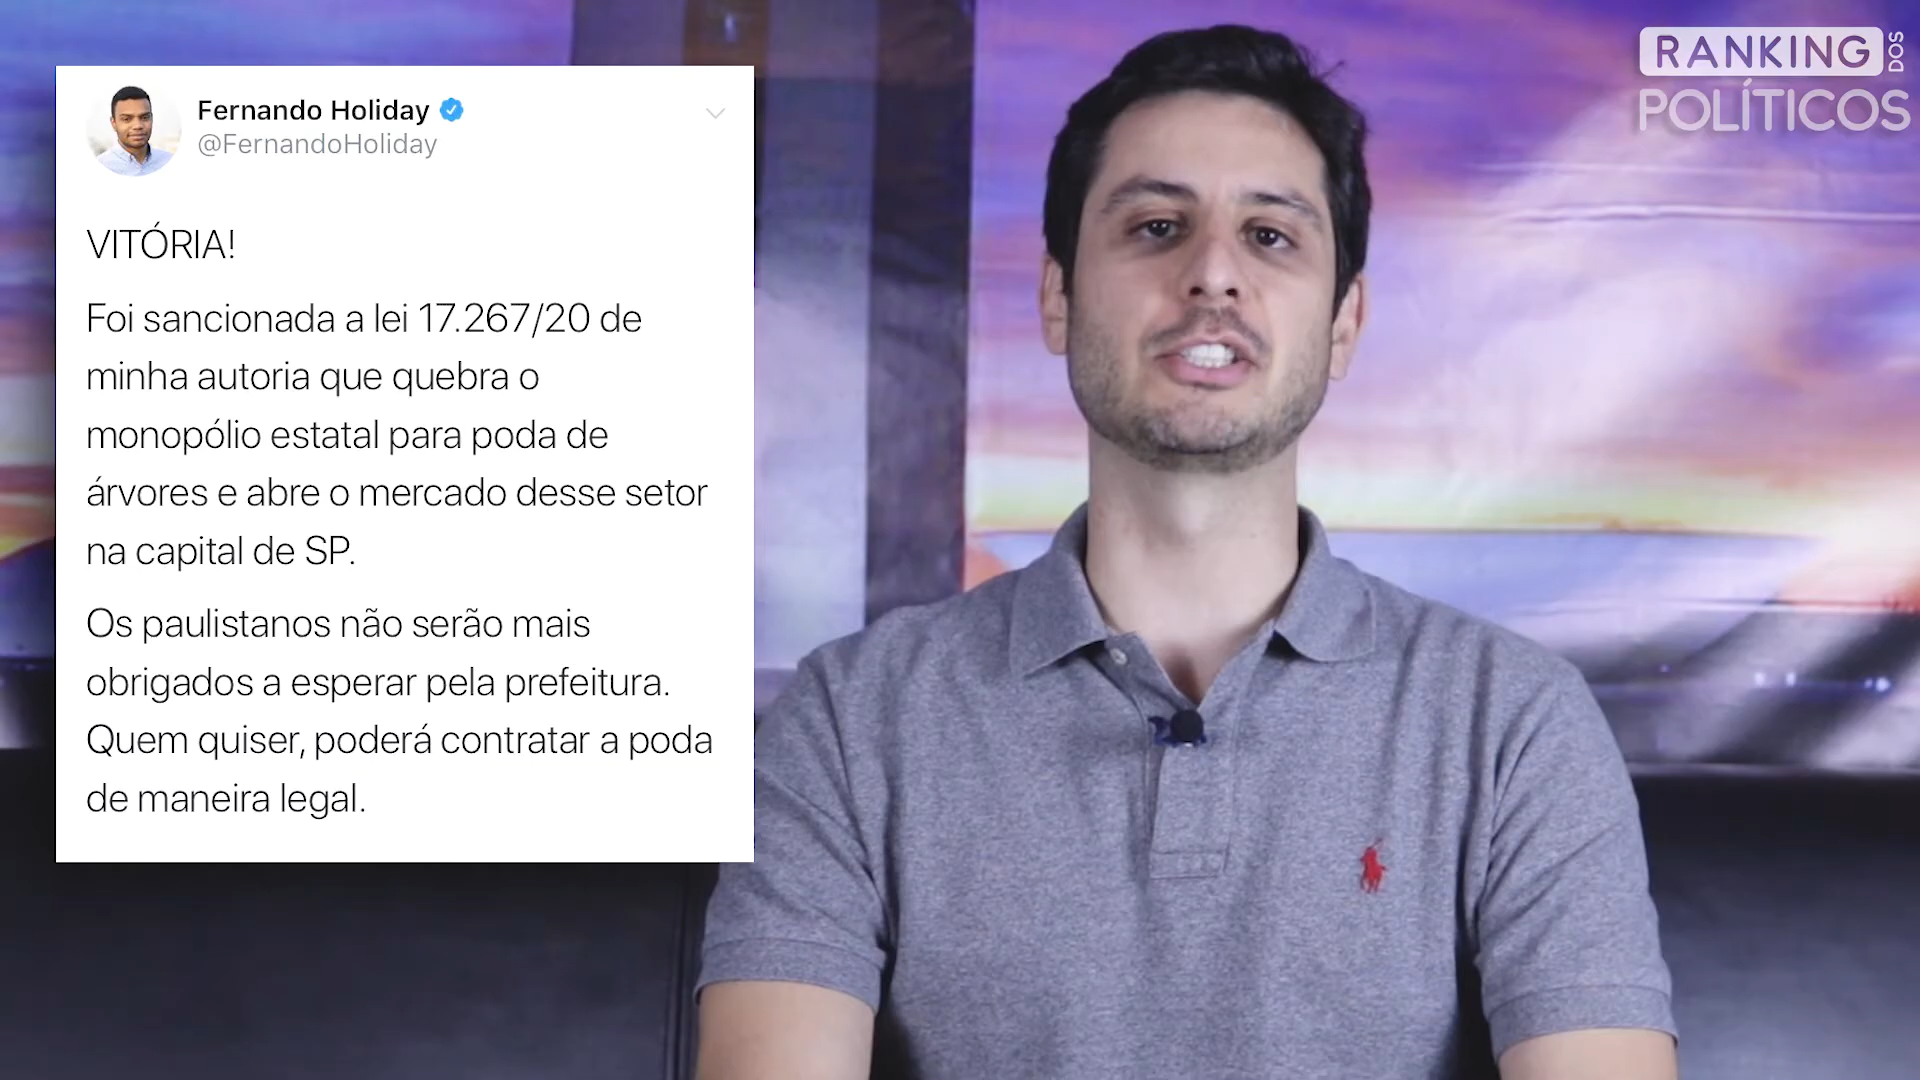 Fernando Holiday
@FernandoHoliday
VITÓRIA!
Foi sancionada a lei 17.267/20 de
minha autoria que quebra o
monopólio estatal para poda de
árvores e abre o mercado desse setor
na capital de SP.
Os paulistanos não serão mais
obrigados a esperar pela prefeitura.
Quem quiser, poderá contratar a poda
de maneira legal.
RANKING DOS
POLÍTICOS